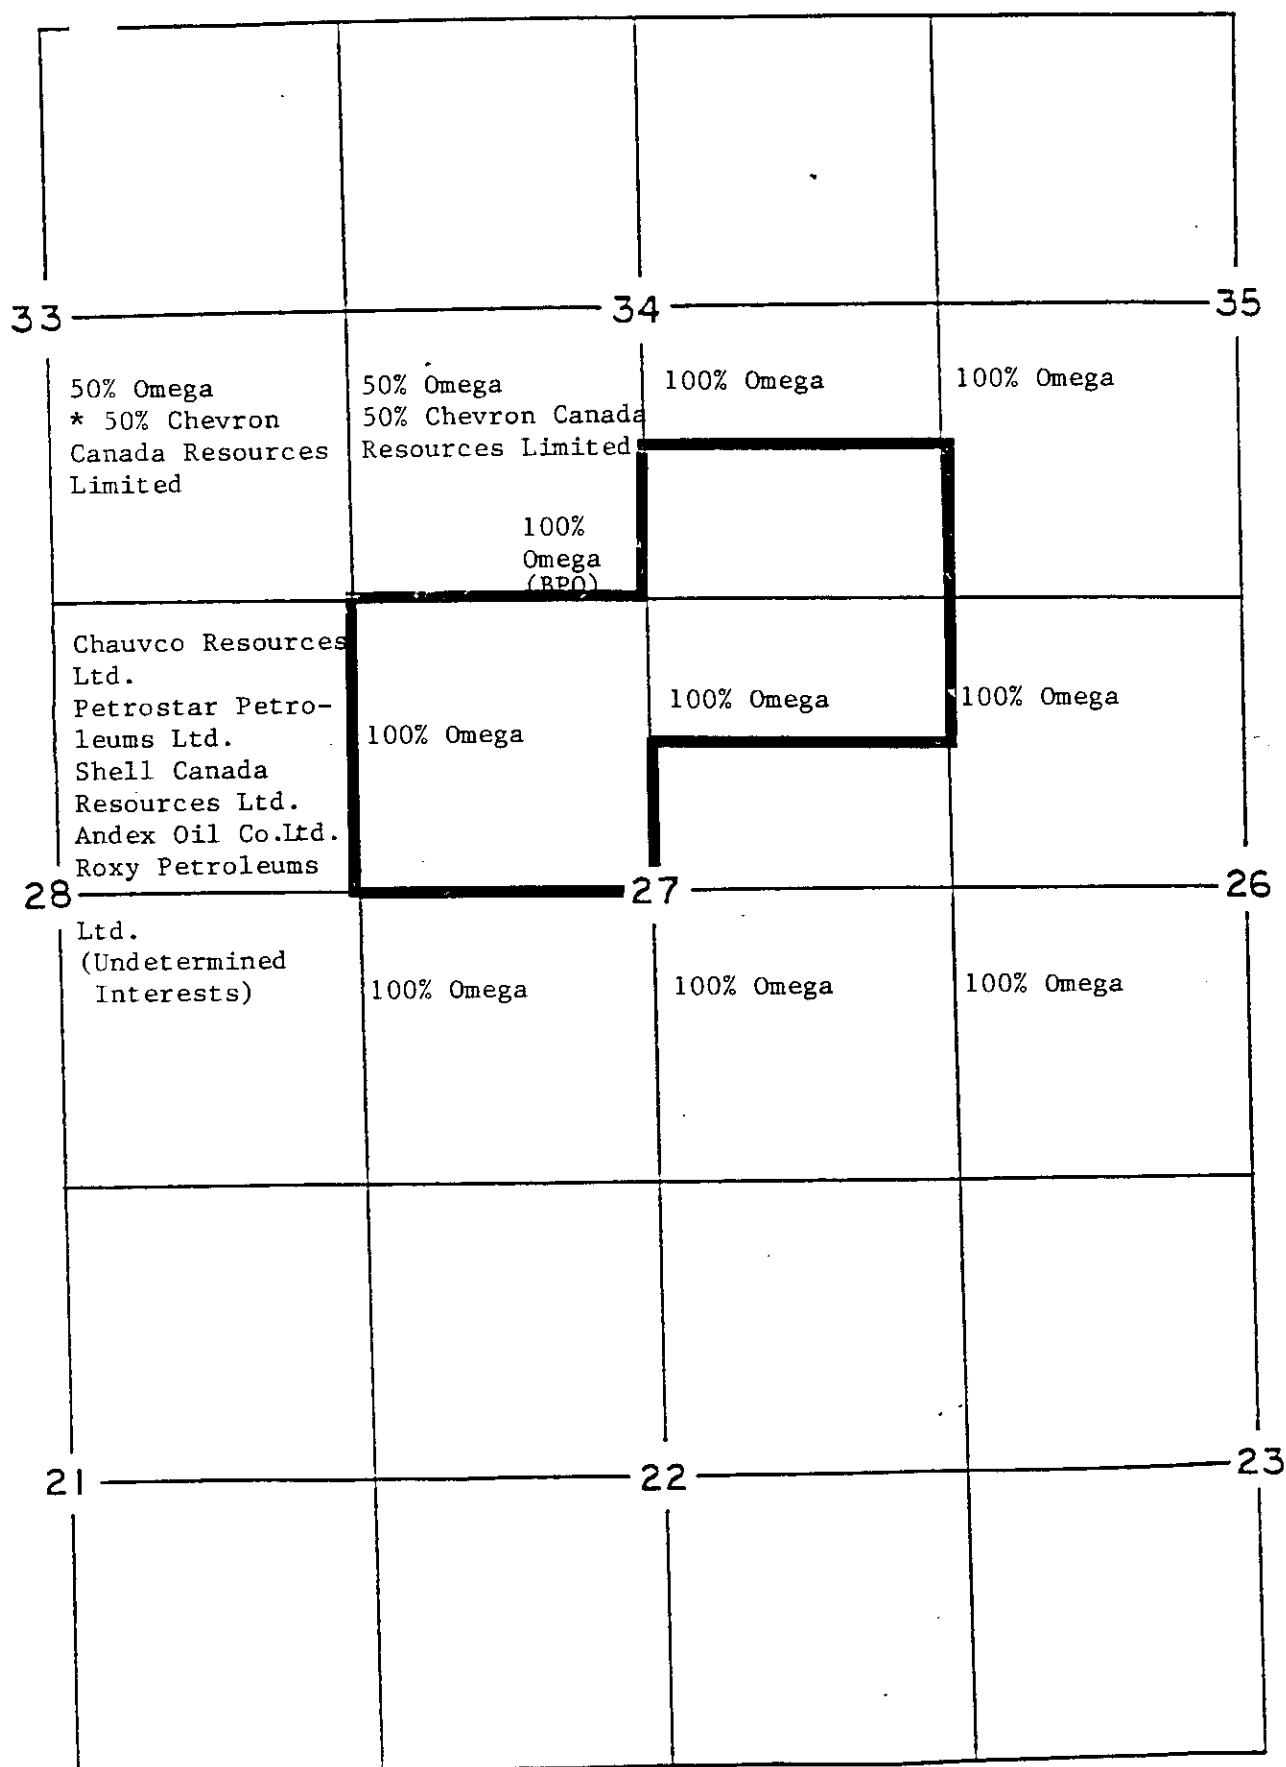 33
34
35
50% Omega
* 50% Chevron
Canada Resources
Limited
50% Omega
50% Chevron Canada
Resources Limited
100%
Omega
(BPO)
100% Omega
100% Omega
Chauvco Resources
Ltd.
Petrostar Petro-
leums Ltd.
Shell Canada
Resources Ltd.
Andex Oil Co.Ltd.
Roxy Petroleums
Ltd.
(Undetermined
Interests)
100% Omega
100% Omega
100% Omega
28
27
26
100% Omega
100% Omega
100% Omega
21
22
23